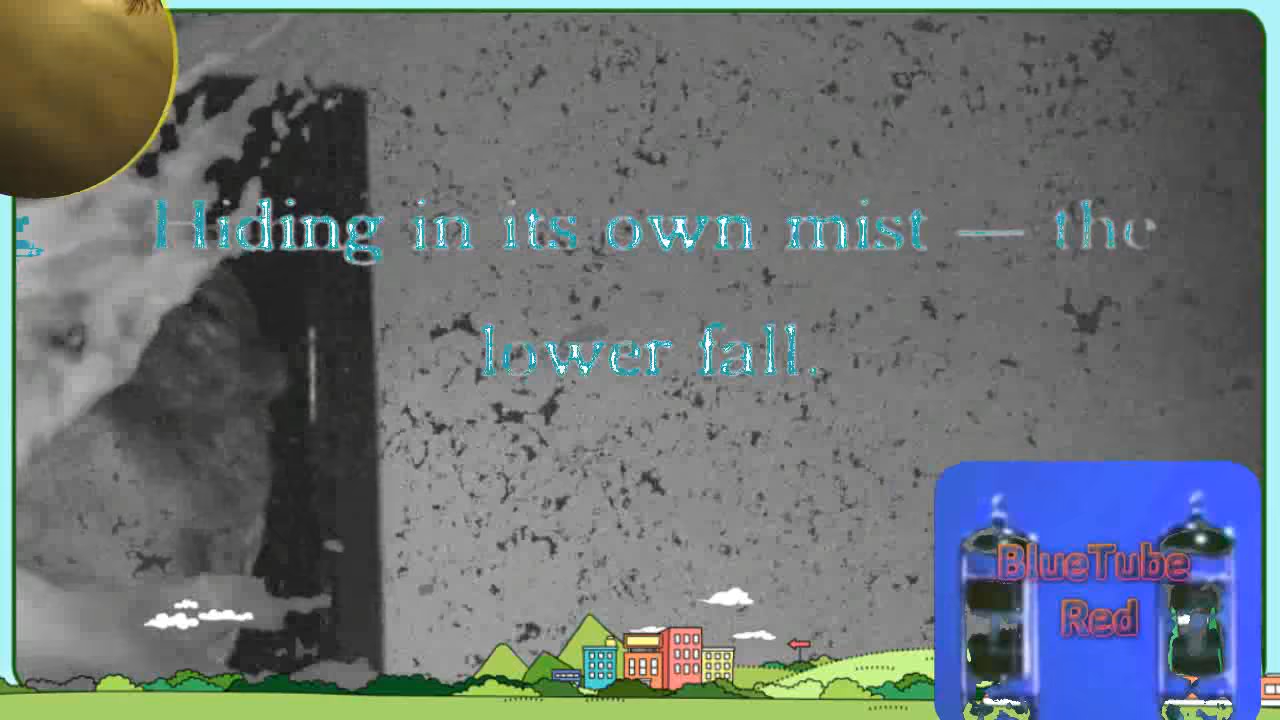 Hiding in its own mist — the
lower fall.
BlueTube
Red